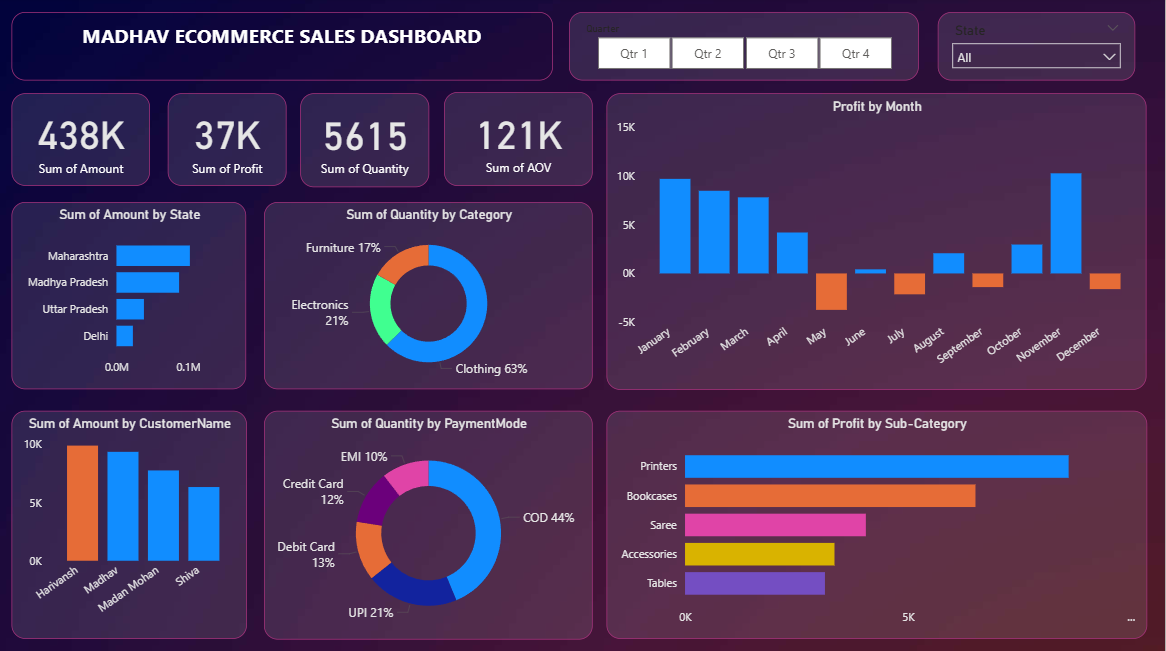 MADHAV ECOMMERCE SALES DASHBOARD
Quarter
Qtr 1
Qtr 2
Qtr 3
Qtr 4
State
All
438K
Sum of Amount
37K
Sum of Profit
5615
Sum of Quantity
121K
Sum of AOV
Profit by Month
15K
10K
5K
0K
-5K
January
February
March
April
May
June
July
August
September
October
November
December
Sum of Amount by State
Maharashtra
Madhya Pradesh
Uttar Pradesh
Delhi
0.0M
0.1M
Sum of Quantity by Category
Furniture 17%
Electronics
21%
Clothing 63%
Sum of Amount by CustomerName
10K
5K
0K
Harivansh
Madhav
Madan Mohan
Shiva
Sum of Quantity by PaymentMode
EMI 10%
Credit Card
12%
Debit Card
13%
UPI 21%
COD 44%
Sum of Profit by Sub-Category
Printers
Bookcases
Saree
Accessories
Tables
0K
5K
...